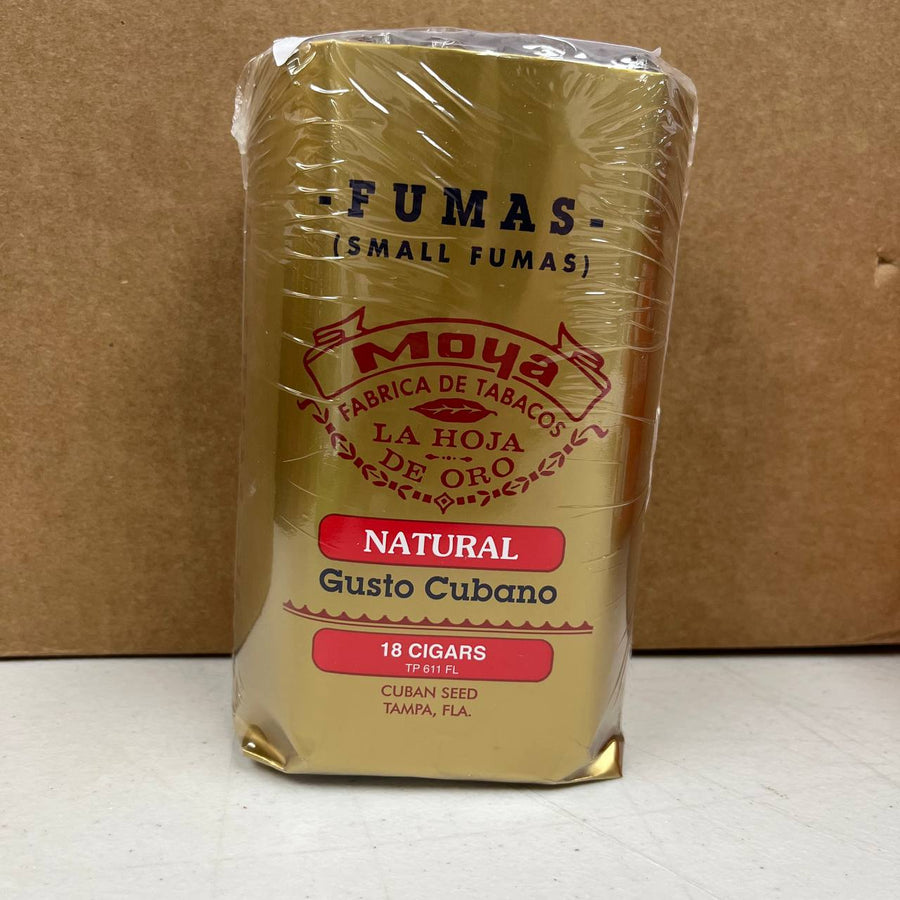 -FUMAS-
(SMALL FUMAS)
Moya
FABRICA DE TABACOS
LA HOJA
DE ORO
NATURAL
Gusto Cubano
18 CIGARS
TP 611 FL
CUBAN SEED
TAMPA, FLA.